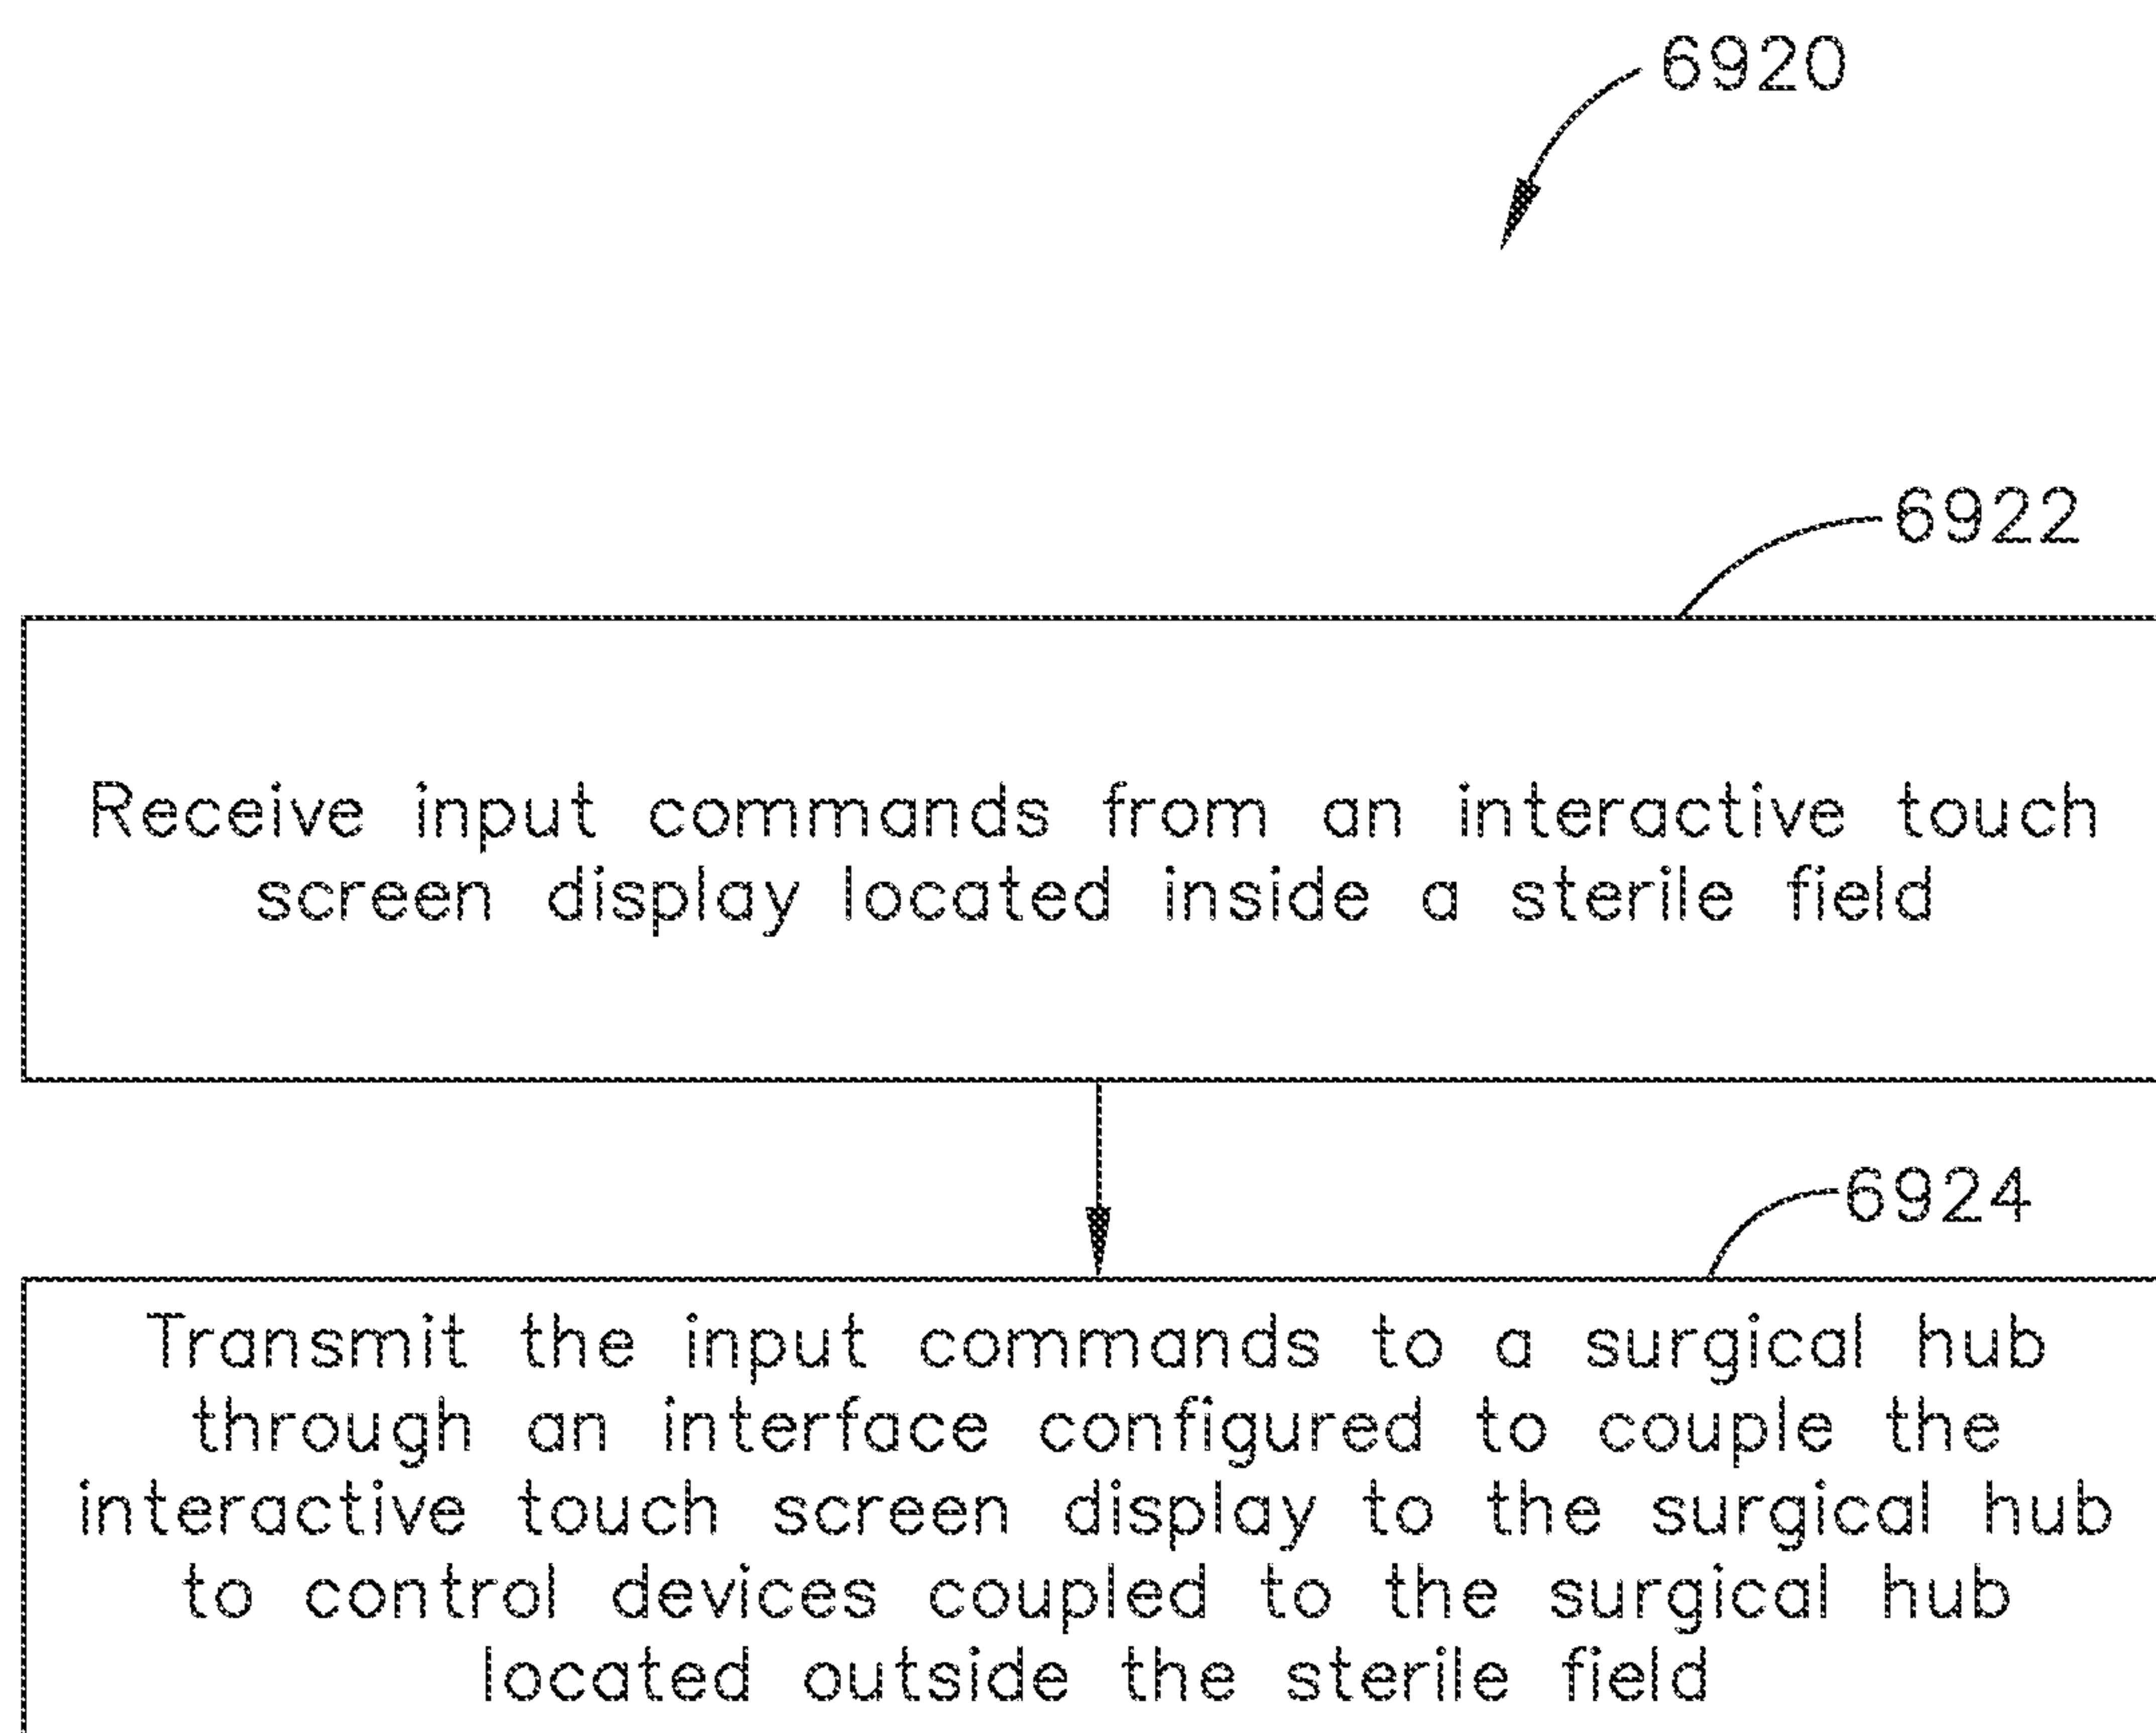 6920
6922
Receive input commands from an interactive touch
screen display located inside a sterile field
6924
Transmit the input commands to a surgical hub
through an interface configured to couple the
interactive touch screen display to the surgical hub
to control devices coupled to the surgical hub
located outside the sterile field